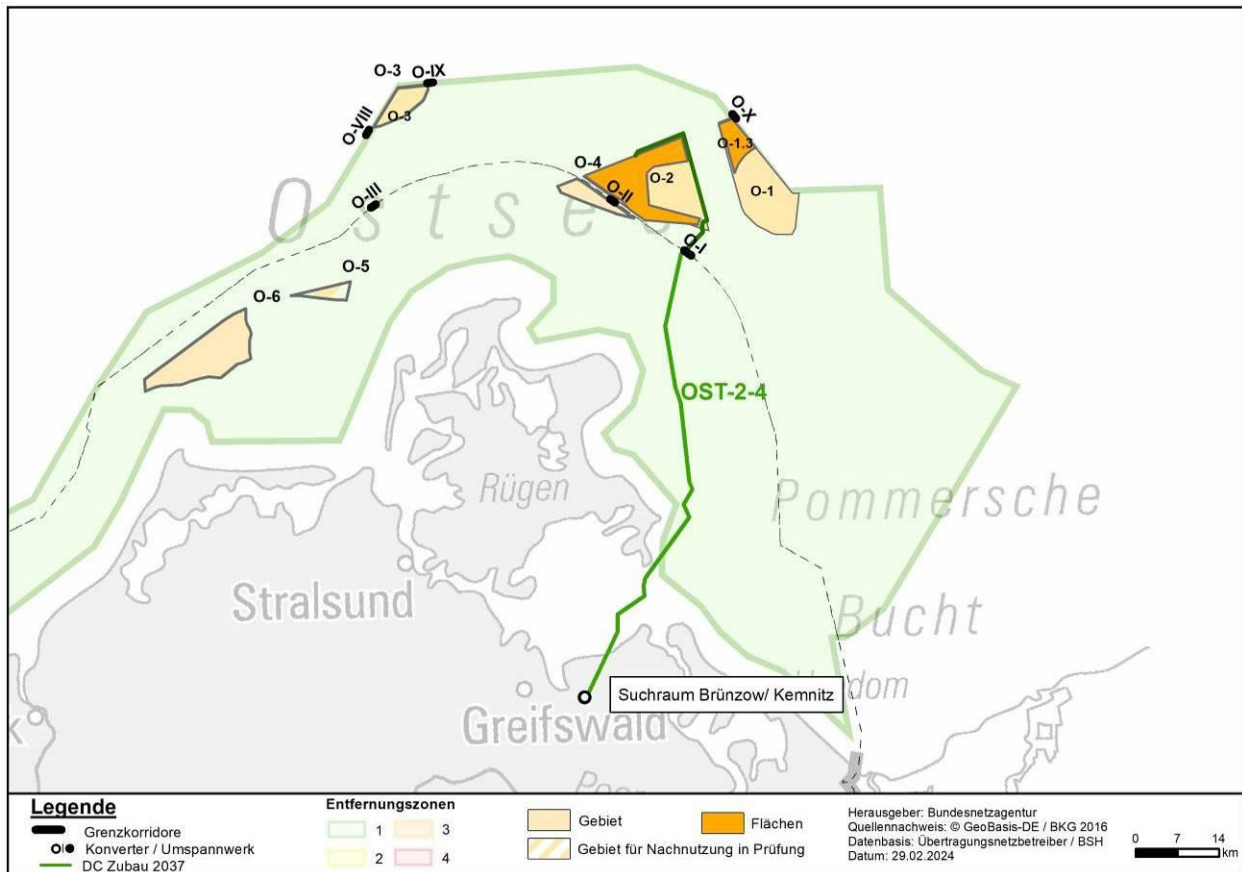 O-3
O-IX
O-VIII
O-3
O-X
O-1.3
O-4
O-2
O-1
O-II
O-III
Ostsee
O-I
O-5
O-6
OST-2-4
Rügen
Pommersche
Stralsund
Bucht
Suchraum Brünzow/ Kemnitz
dom
Greifswald
k
Legende
Grenzkorridore
Konverter / Umspannwerk
DC Zubau 2037
Entfernungszonen
1
3
2
4
Gebiet
Flächen
Gebiet für Nachnutzung in Prüfung
Herausgeber: Bundesnetzagentur
Quellennachweis: © GeoBasis-DE / BKG 2016
Datenbasis: Übertragungsnetzbetreiber / BSH
Datum: 29.02.2024
0 7 14
km